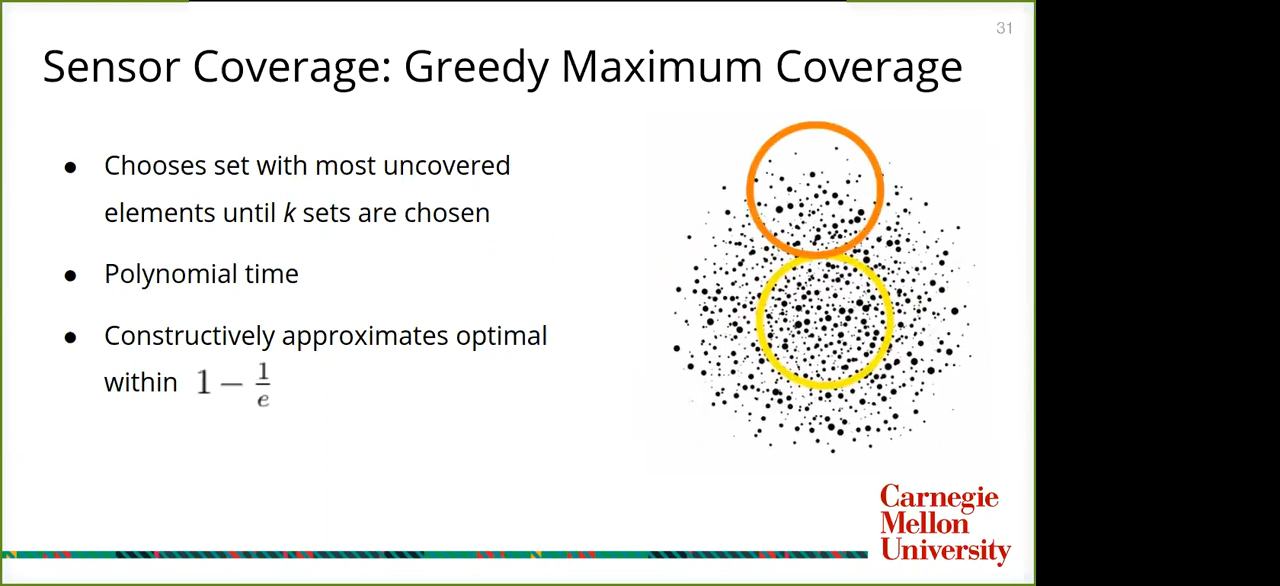 31
Sensor Coverage: Greedy Maximum Coverage
● Chooses set with most uncovered
elements until k sets are chosen
● Polynomial time
● Constructively approximates optimal
within 1 − 1/e
Carnegie
Mellon
University